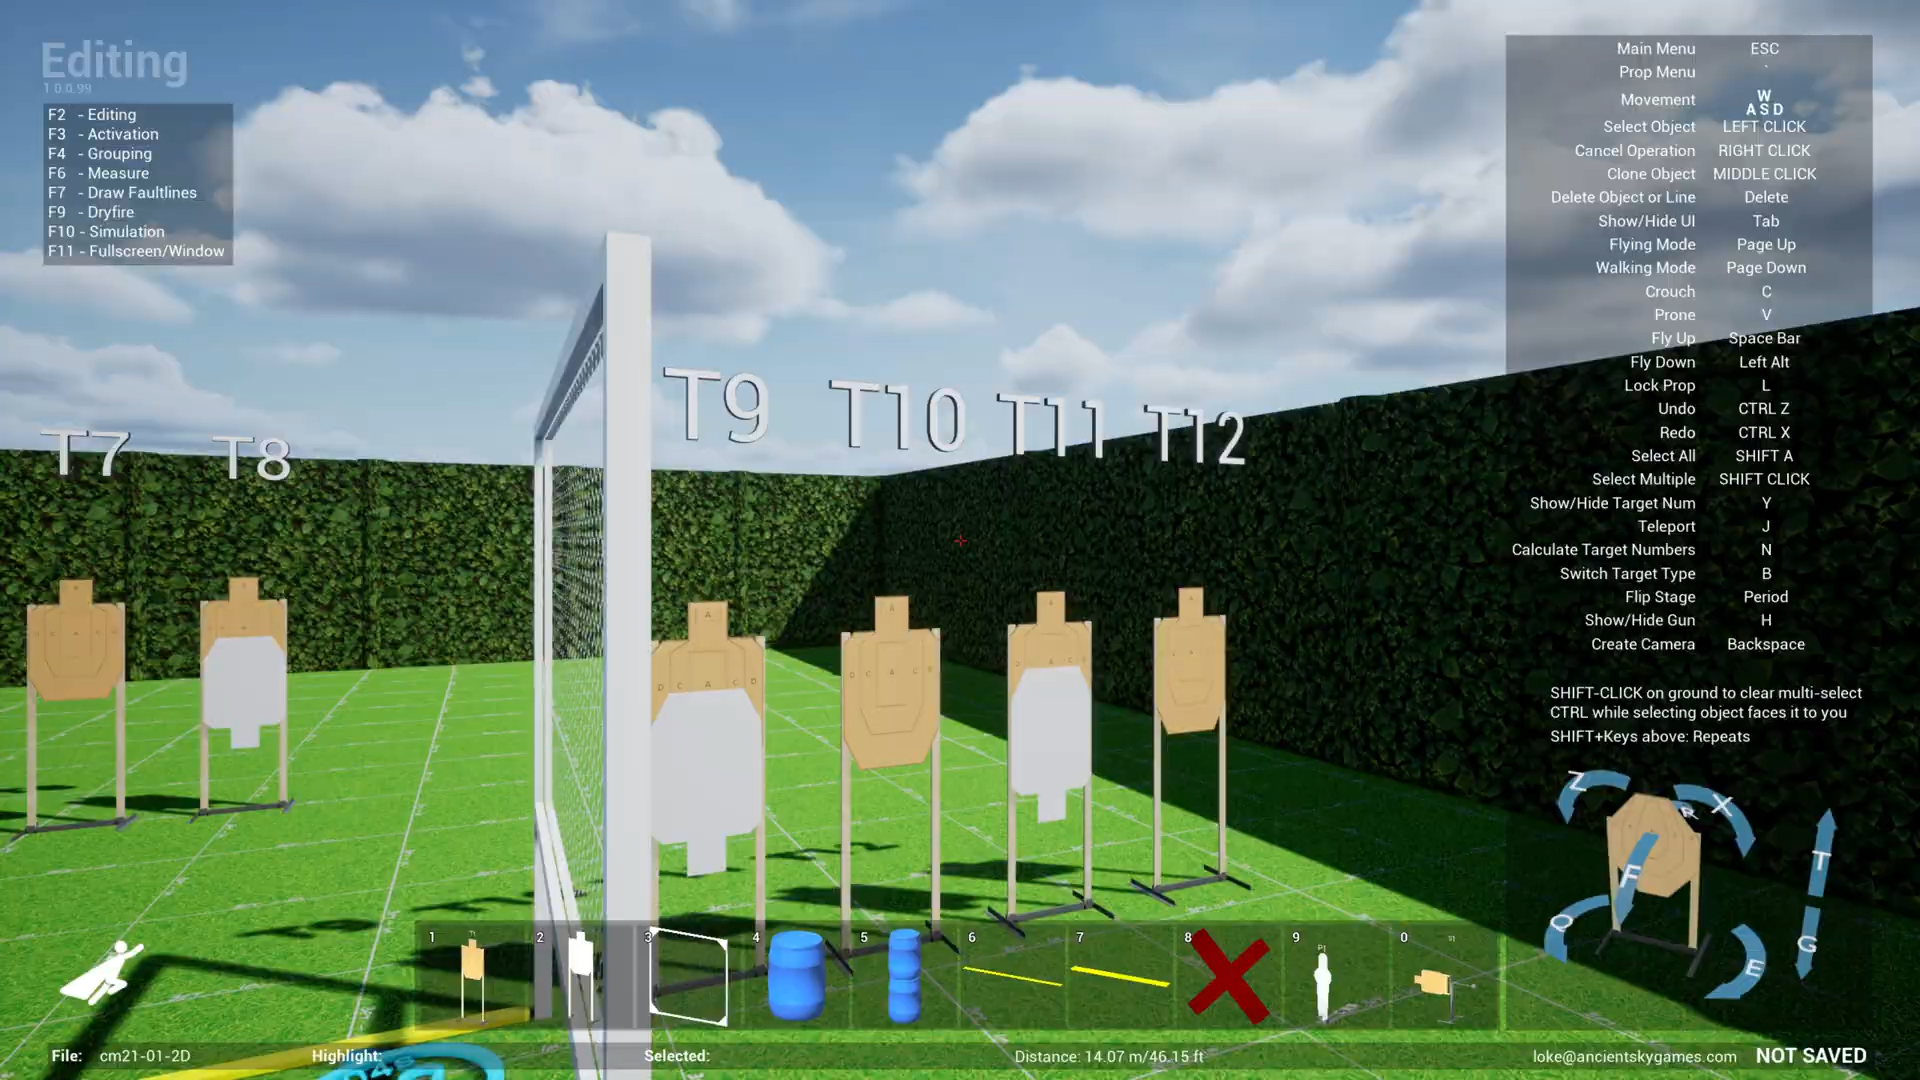 Editing
1.0.0.99
F2 - Editing
F3 - Activation
F4 - Grouping
F6 - Measure
F7 - Draw Faultlines
F9 - Dryfire
F10 - Simulation
F11 - Fullscreen/Window
Main Menu ESC
Prop Menu `
Movement W
A S D
Select Object LEFT CLICK
Cancel Operation RIGHT CLICK
Clone Object MIDDLE CLICK
Delete Object or Line Delete
Show/Hide UI Tab
Flying Mode Page Up
Walking Mode Page Down
Crouch C
Prone V
Fly Up Space Bar
Fly Down Left Alt
Lock Prop L
Undo CTRL Z
Redo CTRL X
Select All SHIFT A
Select Multiple SHIFT CLICK
Show/Hide Target Num Y
Teleport J
Calculate Target Numbers N
Switch Target Type B
Flip Stage Period
Show/Hide Gun H
Create Camera Backspace
SHIFT-CLICK on ground to clear multi-select
CTRL while selecting object faces it to you
SHIFT+Keys above: Repeats
T7 T8 T9 T10 T11 T12
A
D C A C D
D C A C D
Z X
R
F T
Q E G
1 2 3 4 5 6 7 8 9 0
P1
File: cm21-01-2D Highlight: Selected: Distance: 14.07 m/46.15 ft loke@ancientskygames.com NOT SAVED